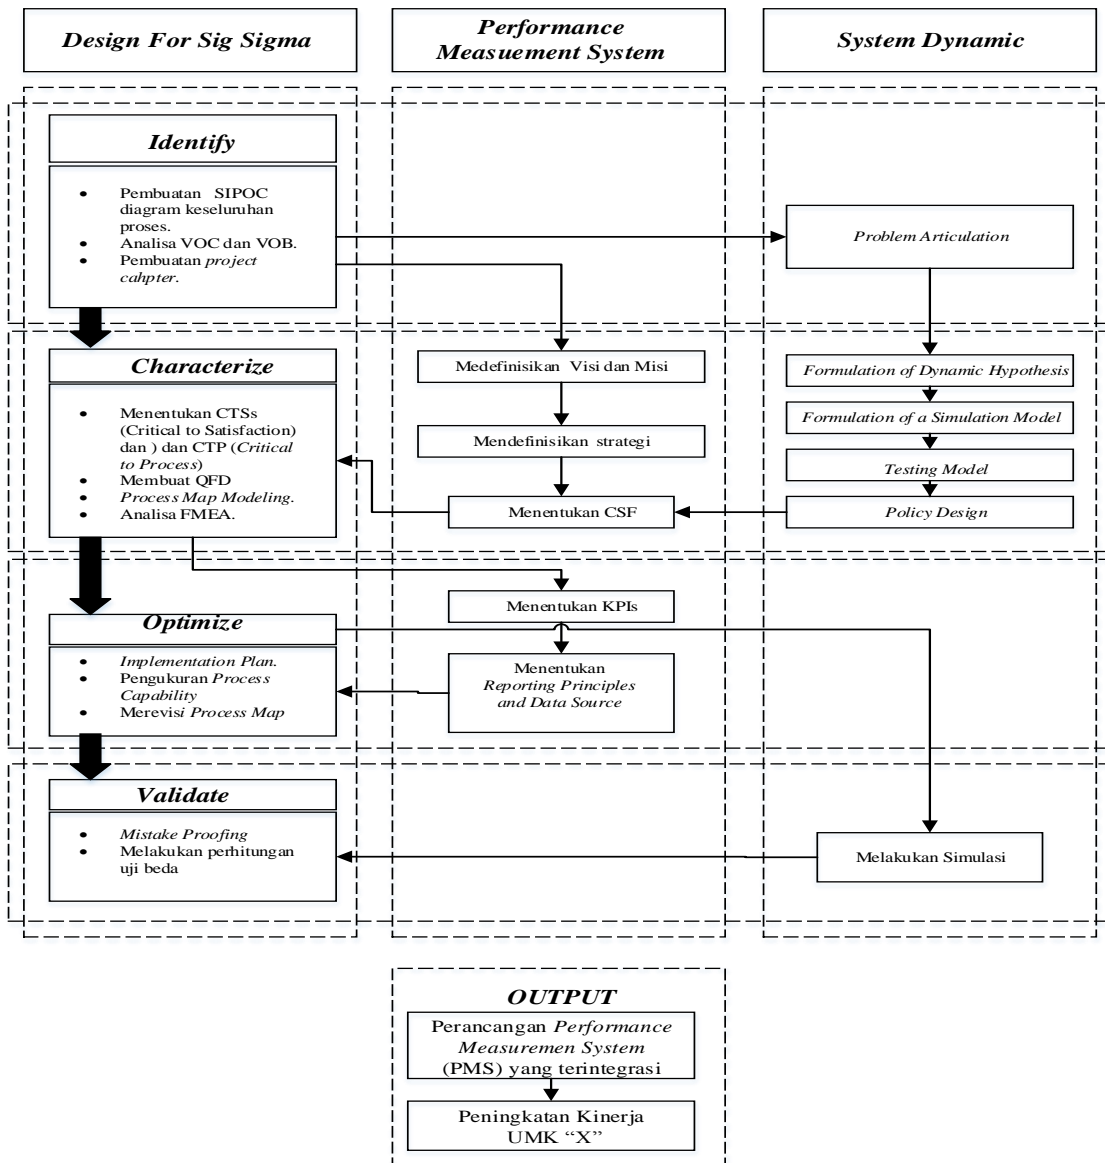 Design For Sig Sigma
Performance
Measuement System
System Dynamic
Identify
• Pembuatan SIPOC
diagram keseluruhan
proses.
• Analisa VOC dan VOB.
• Pembuatan project
cahpter.
Problem Articulation
Characterize
• Menentukan CTSs
(Critical to Satisfaction)
dan ) dan CTP (Critical
to Process)
• Membuat QFD
• Process Map Modeling.
• Analisa FMEA.
Medefinisikan Visi dan Misi
Mendefinisikan strategi
Menentukan CSF
Formulation of Dynamic Hypothesis
Formulation of a Simulation Model
Testing Model
Policy Design
Optimize
• Implementation Plan.
• Pengukuran Process
Capability
• Merevisi Process Map
Menentukan KPIs
Menentukan
Reporting Principles
and Data Source
Validate
• Mistake Proofing
• Melakukan perhitungan
uji beda
Melakukan Simulasi
OUTPUT
Perancangan Performance
Measuremen System
(PMS) yang terintegrasi
Peningkatan Kinerja
UMK “X”